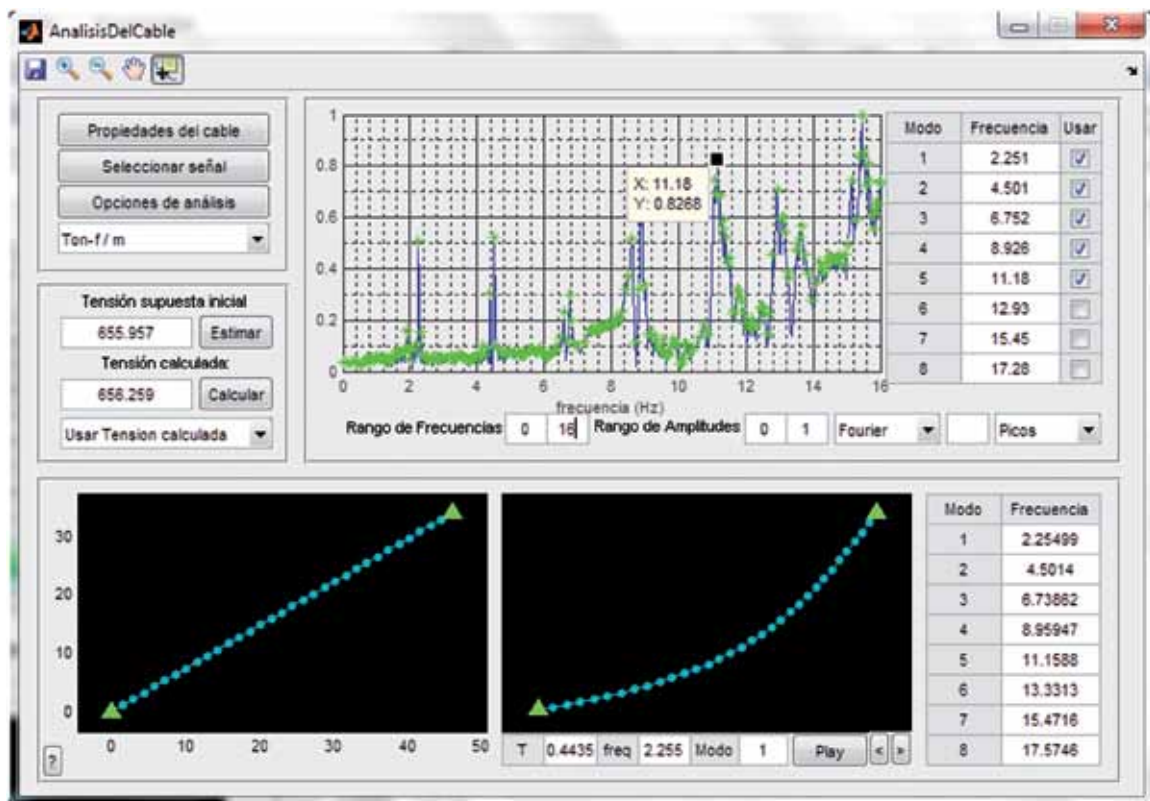 AnalisisDelCable
Propiedades del cable
Seleccionar señal
Opciones de análisis
Ton-f / m
Tensión supuesta inicial
655.957 Estimar
Tensión calculada:
656.259 Calcular
Usar Tension calculada
1
0.8
0.6
0.4
0.2
0 2 4 6 8 10 12 14 16
X: 11.18
Y: 0.8268
frecuencia (Hz)
Rango de Frecuencias 0 16 Rango de Amplitudes 0 1 Fourier Picos
Modo Frecuencia Usar
1 2.251
2 4.501
3 6.752
4 8.926
5 11.18
6 12.93
7 15.45
8 17.28
30
20
10
0
0 10 20 30 40 50
?
T 0.4435 freq 2.255 Modo 1 Play < >
Modo Frecuencia
1 2.25499
2 4.5014
3 6.73862
4 8.95947
5 11.1588
6 13.3313
7 15.4716
8 17.5746